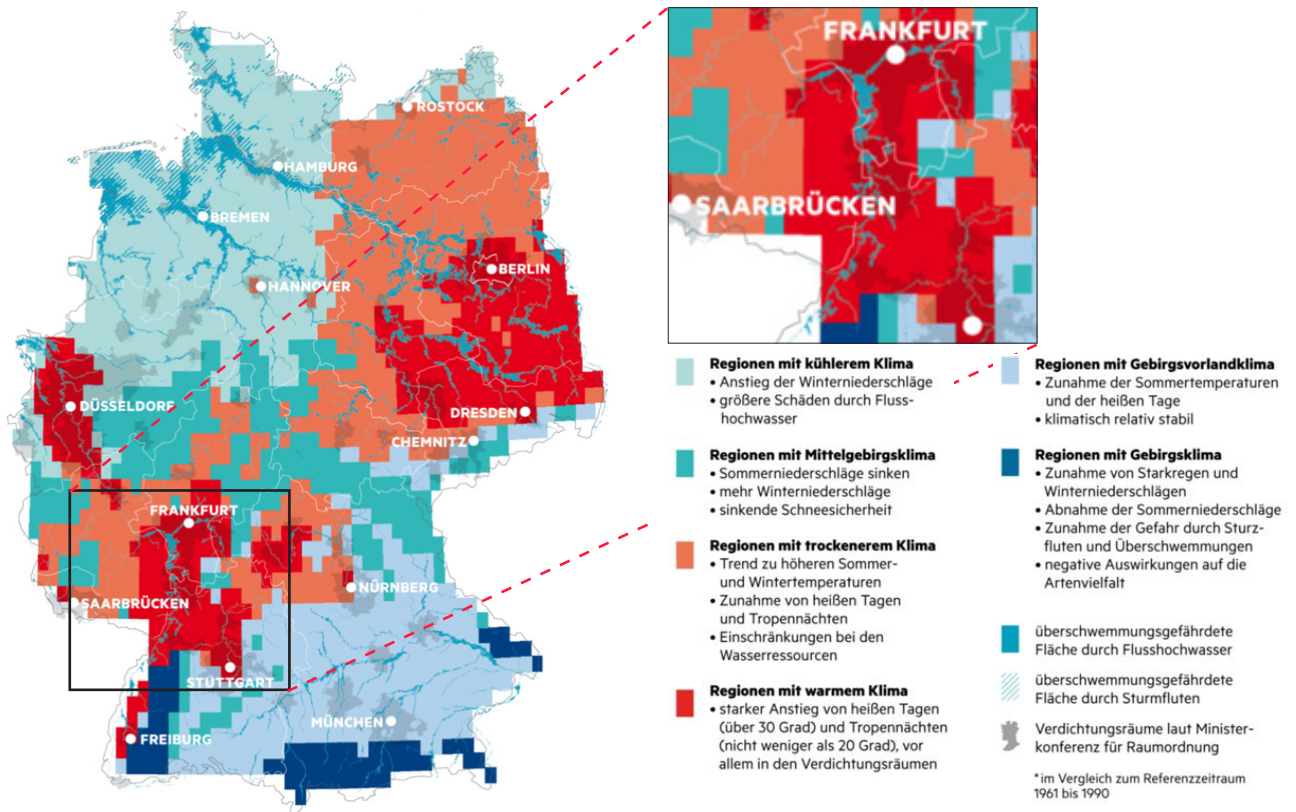 ROSTOCK
HAMBURG
BREMEN
BERLIN
HANNOVER
DÜSSELDORF
DRESDEN
CHEMNITZ
FRANKFURT
NÜRNBERG
SAARBRÜCKEN
STUTTGART
MÜNCHEN
FREIBURG
FRANKFURT
SAARBRÜCKEN
Regionen mit kühlerem Klima
• Anstieg der Winterniederschläge
• größere Schäden durch Fluss-
hochwasser
Regionen mit Mittelgebirgsklima
• Sommerniederschläge sinken
• mehr Winterniederschläge
• sinkende Schneesicherheit
Regionen mit trockenerem Klima
• Trend zu höheren Sommer-
und Wintertemperaturen
• Zunahme von heißen Tagen
und Tropennächten
• Einschränkungen bei den
Wasserressourcen
Regionen mit warmem Klima
• starker Anstieg von heißen Tagen
(über 30 Grad) und Tropennächten
(nicht weniger als 20 Grad), vor
allem in den Verdichtungsräumen
Regionen mit Gebirgsvorlandklima
• Zunahme der Sommertemperaturen
und der heißen Tage
• klimatisch relativ stabil
Regionen mit Gebirgsklima
• Zunahme von Starkregen und
Winterniederschlägen
• Abnahme der Sommerniederschläge
• Zunahme der Gefahr durch Sturz-
fluten und Überschwemmungen
• negative Auswirkungen auf die
Artenvielfalt
überschwemmungsgefährdete
Fläche durch Flusshochwasser
überschwemmungsgefährdete
Fläche durch Sturmfluten
Verdichtungsräume laut Minister-
konferenz für Raumordnung
*im Vergleich zum Referenzzeitraum
1961 bis 1990